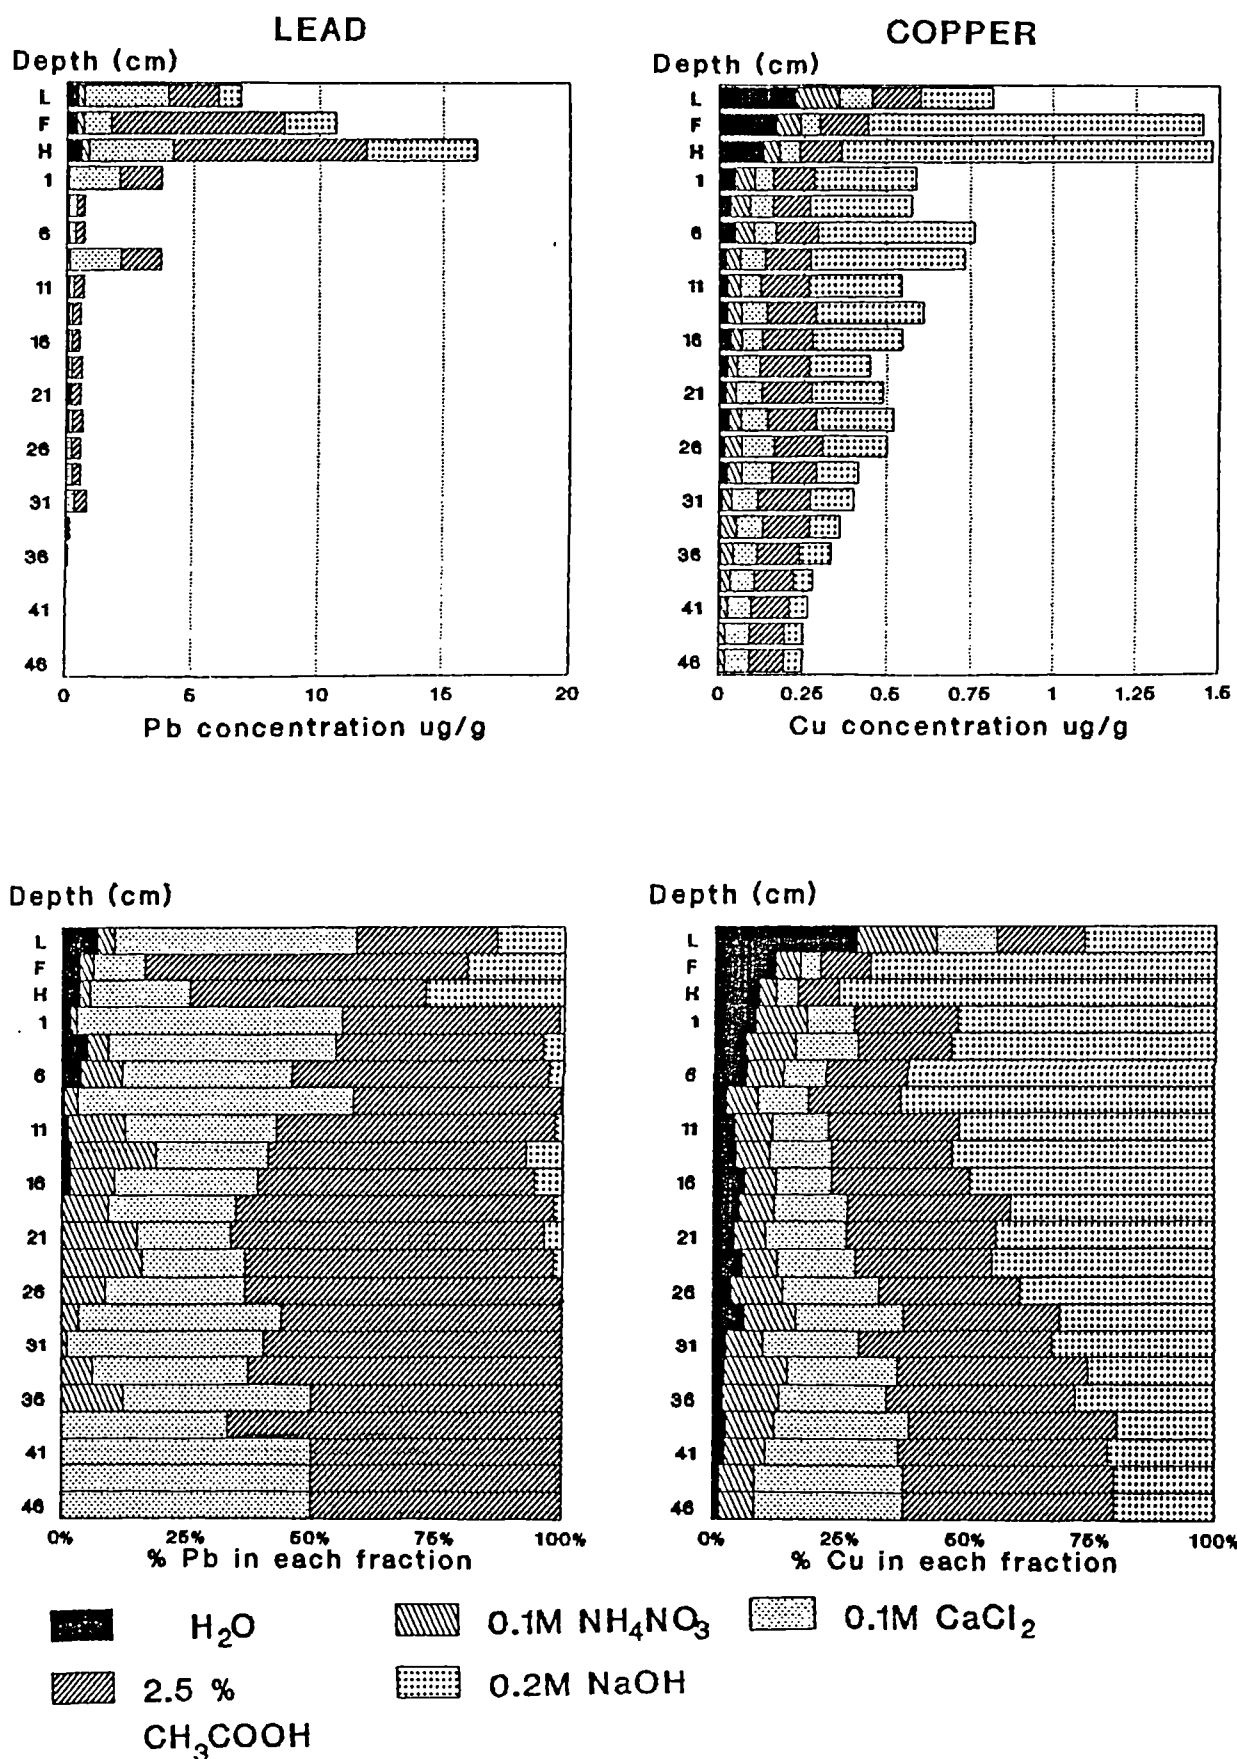 LEAD
Depth (cm)
L
F
H
1
6
11
16
21
26
31
36
41
46
0 5 10 15 20
Pb concentration ug/g
COPPER
Depth (cm)
L
F
H
1
6
11
16
21
26
31
36
41
46
0 0.25 0.5 0.75 1 1.25 1.5
Cu concentration ug/g
Depth (cm)
L
F
H
1
6
11
16
21
26
31
36
41
46
0% 25% 50% 75% 100%
% Pb in each fraction
Depth (cm)
L
F
H
1
6
11
16
21
26
31
36
41
46
0% 25% 50% 75% 100%
% Cu in each fraction
H₂O
0.1M NH₄NO₃
0.1M CaCl₂
2.5 %
CH₃COOH
0.2M NaOH